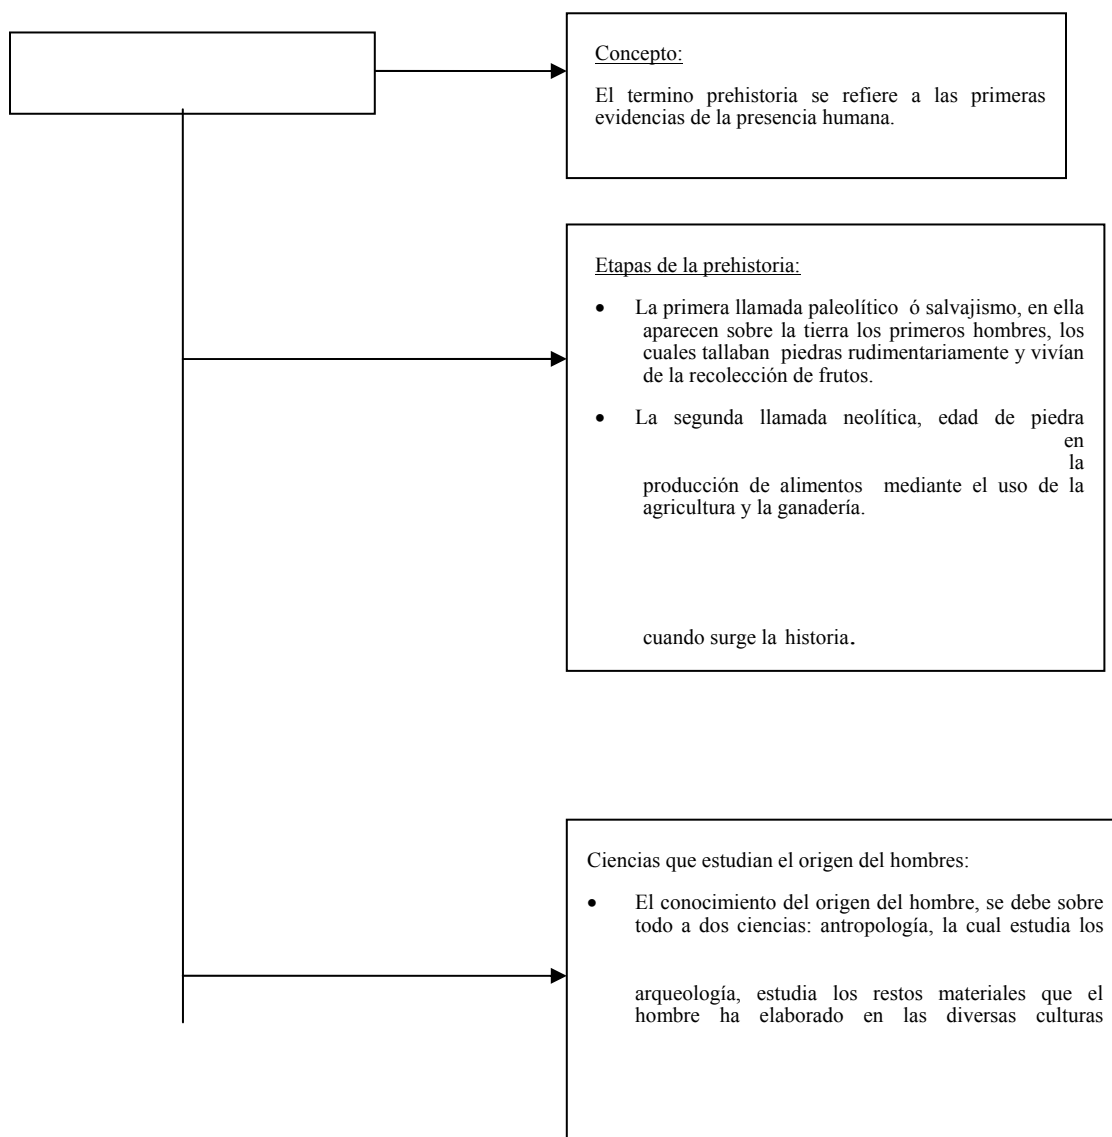 Concepto:
El termino prehistoria se refiere a las primeras
evidencias de la presencia humana.
Etapas de la prehistoria:
• La primera llamada paleolítico ó salvajismo, en ella
aparecen sobre la tierra los primeros hombres, los
cuales tallaban piedras rudimentariamente y vivían
de la recolección de frutos.
• La segunda llamada neolítica, edad de piedra
en
la
producción de alimentos mediante el uso de la
agricultura y la ganadería.
cuando surge la historia.
Ciencias que estudian el origen del hombres:
• El conocimiento del origen del hombre, se debe sobre
todo a dos ciencias: antropología, la cual estudia los
arqueología, estudia los restos materiales que el
hombre ha elaborado en las diversas culturas